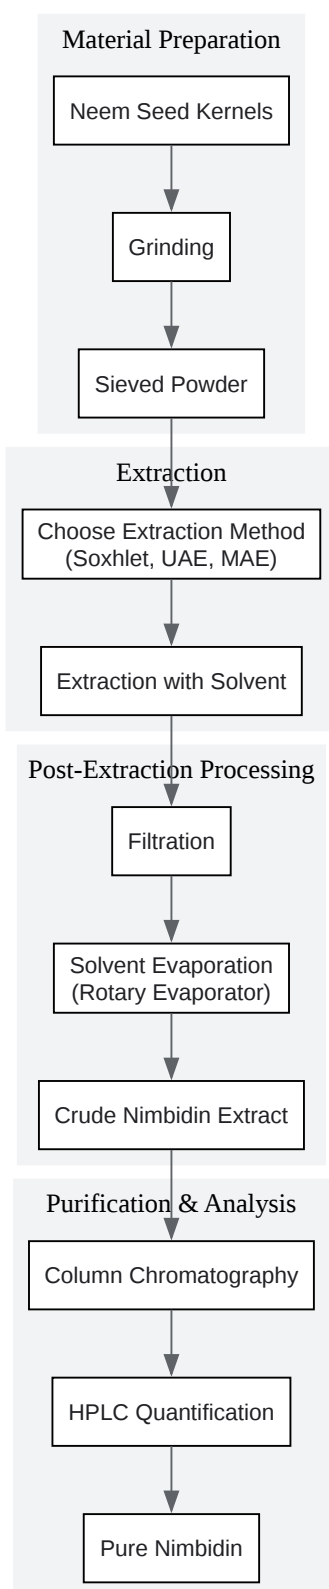 Material Preparation
Neem Seed Kernels
Grinding
Sieved Powder
Extraction
Choose Extraction Method
(Soxhlet, UAE, MAE)
Extraction with Solvent
Post-Extraction Processing
Filtration
Solvent Evaporation
(Rotary Evaporator)
Crude Nimbidin Extract
Purification & Analysis
Column Chromatography
HPLC Quantification
Pure Nimbidin